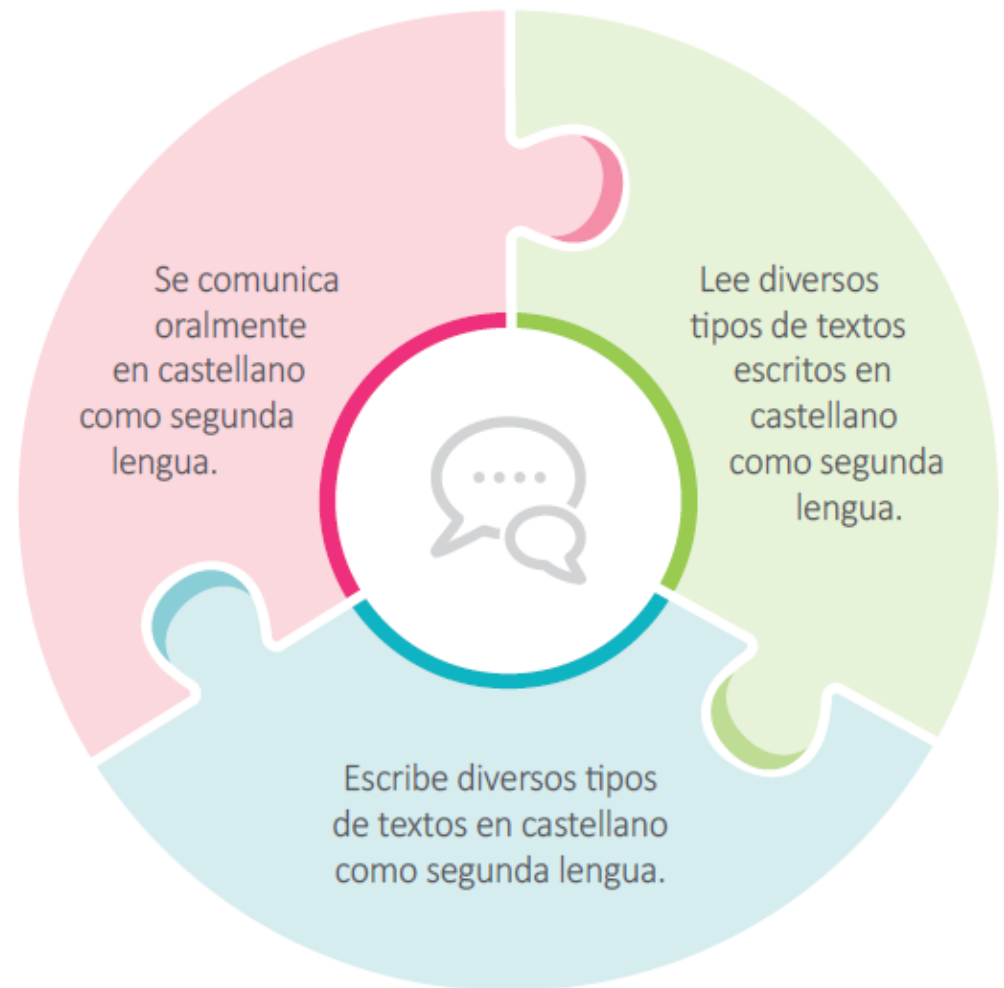 Se comunica
oralmente
en castellano
como segunda
lengua.
Lee diversos
tipos de textos
escritos en
castellano
como segunda
lengua.
Escribe diversos tipos
de textos en castellano
como segunda lengua.